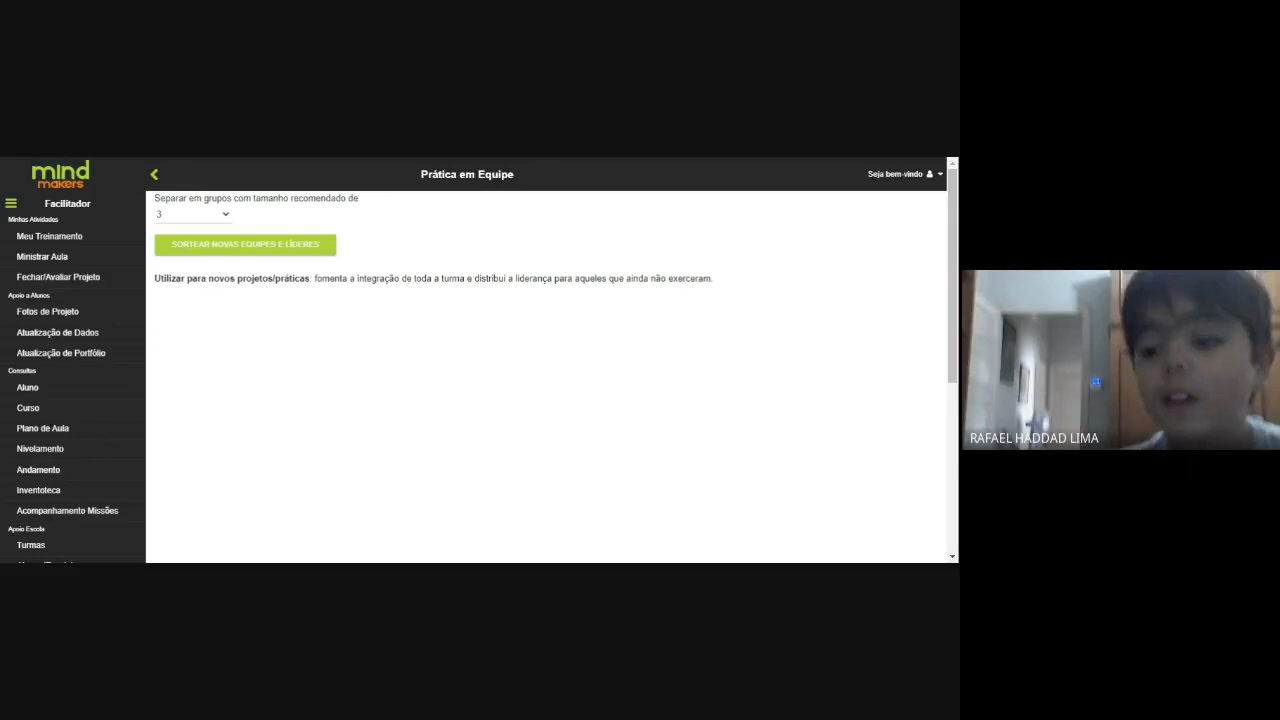 mind
makers
Facilitador
Minhas Atividades
Meu Treinamento
Ministrar Aula
Fechar/Avaliar Projeto
Apoio a Alunos
Fotos de Projeto
Atualização de Dados
Atualização de Portfólio
Consultas
Aluno
Curso
Plano de Aula
Nivelamento
Andamento
Inventoteca
Acompanhamento Missões
Apoio Escola
Turmas
Prática em Equipe
Seja bem-vindo
Separar em grupos com tamanho recomendado de
3
SORTEAR NOVAS EQUIPES E LÍDERES
Utilizar para novos projetos/práticas: fomenta a integração de toda a turma e distribui a liderança para aqueles que ainda não exerceram.
RAFAEL HADDAD LIMA